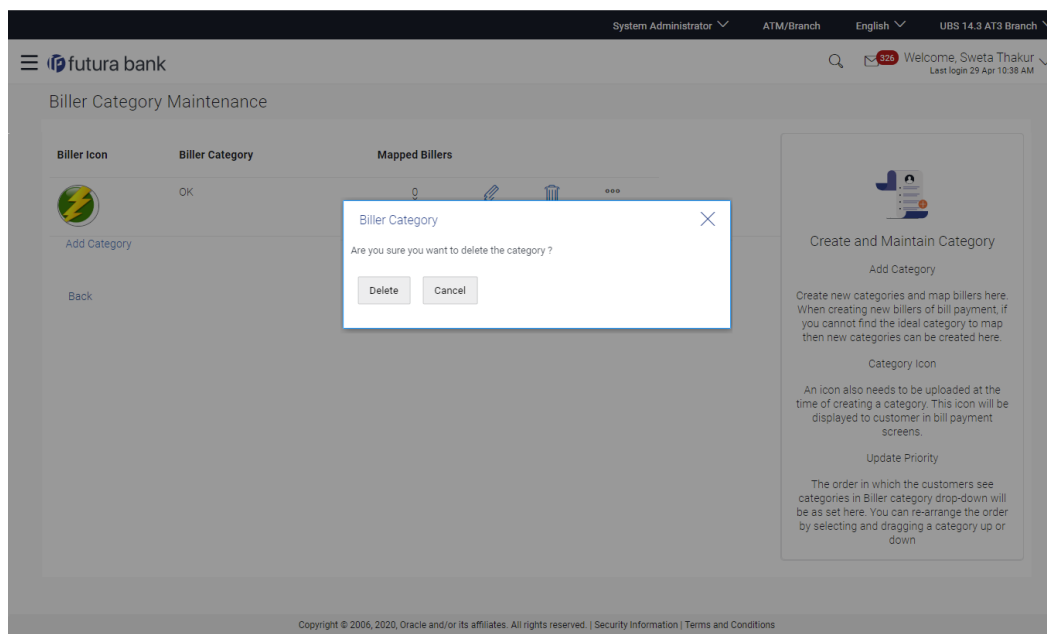 System Administrator ATM/Branch English UBS 14.3 AT3 Branch
futura bank
326 Welcome, Sweta Thakur
Last login 29 Apr 10:38 AM
Biller Category Maintenance
Biller Icon Biller Category Mapped Billers
OK 0
Add Category
Back
Biller Category
Are you sure you want to delete the category ?
Delete Cancel
Create and Maintain Category
Add Category
Create new categories and map billers here.
When creating new billers of bill payment, if
you cannot find the ideal category to map
then new categories can be created here.
Category Icon
An icon also needs to be uploaded at the
time of creating a category. This icon will be
displayed to customer in bill payment
screens.
Update Priority
The order in which the customers see
categories in Biller category drop-down will
be as set here. You can re-arrange the order
by selecting and dragging a category up or
down
Copyright © 2006, 2020, Oracle and/or its affiliates. All rights reserved. | Security Information | Terms and Conditions